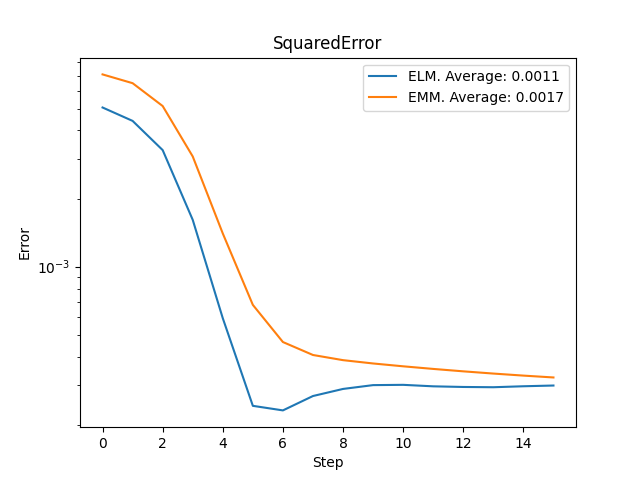 SquaredError
ELM. Average: 0.0011
EMM. Average: 0.0017
Error
10⁻³
0 2 4 6 8 10 12 14
Step